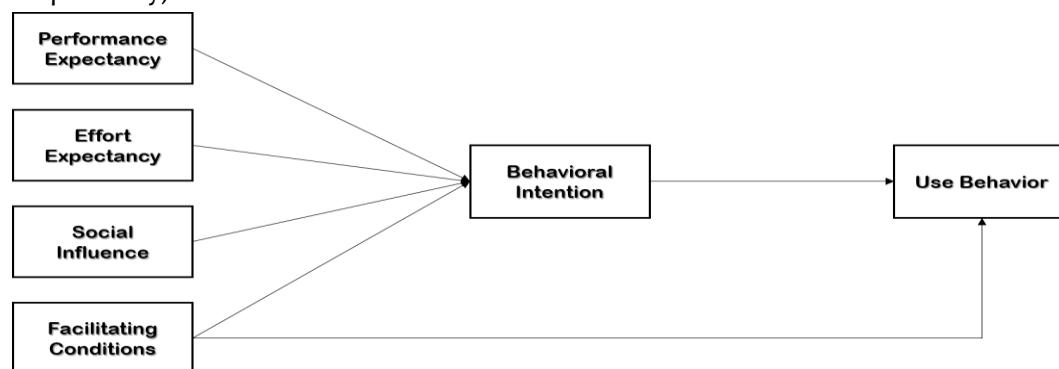 Performance
Expectancy
Effort
Expectancy
Social
Influence
Facilitating
Conditions
Behavioral
Intention
Use Behavior